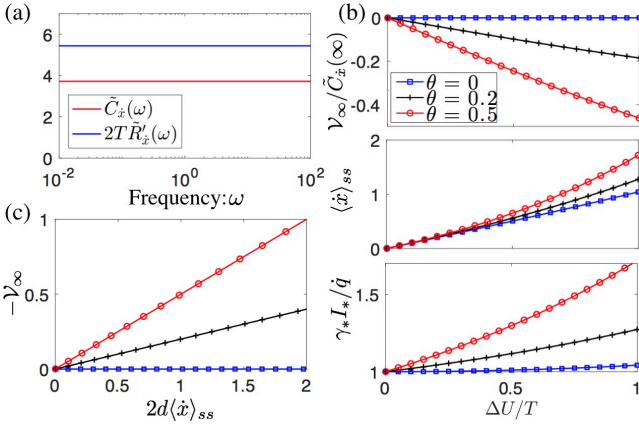 (a)
6
4
2
0
C̃ẋ(ω)
2TR̃′ẋ(ω)
10⁻² 10⁰ 10²
Frequency:ω
(b)
0
-0.2
-0.4
𝒱∞/C̃ẋ(∞)
θ = 0
θ = 0.2
θ = 0.5
2
1
0
⟨ẋ⟩ss
1.5
1
γ*I*/q̇
0 0.5 1
ΔU/T
(c)
1
0.5
0
−𝒱∞
0 0.5 1 1.5 2
2d⟨ẋ⟩ss